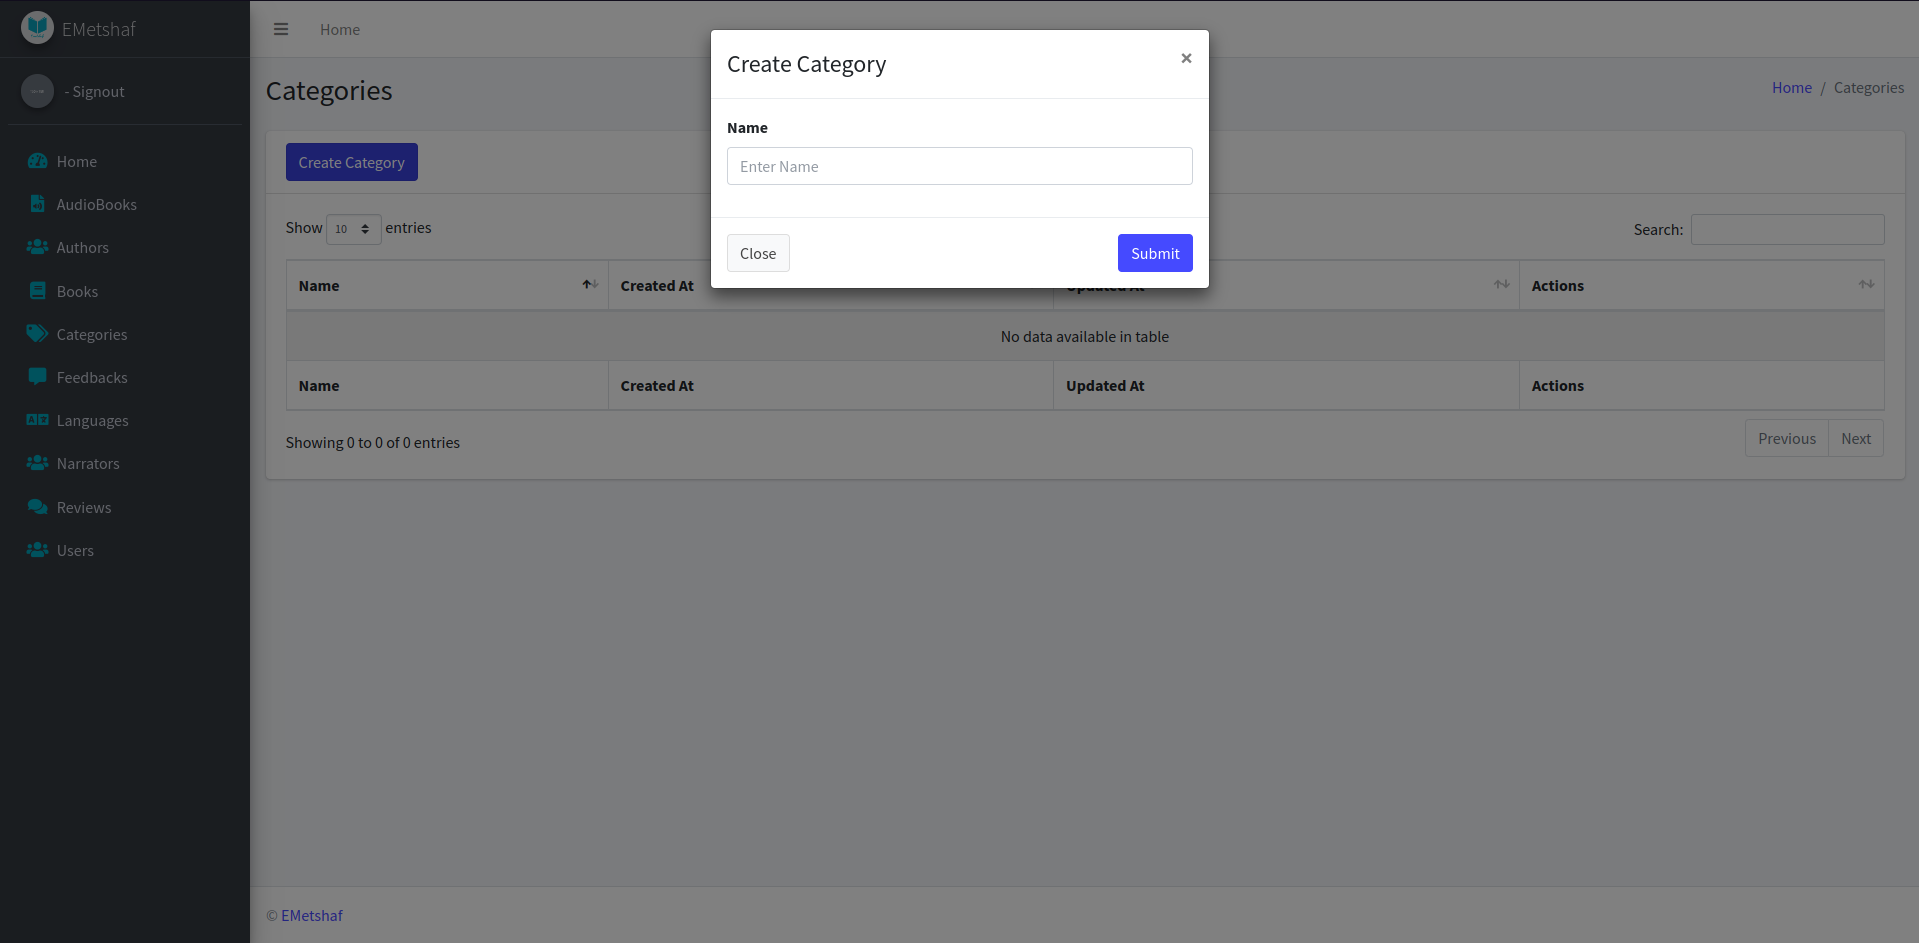 EMetshaf
- Signout
Home
AudioBooks
Authors
Books
Categories
Feedbacks
Languages
Narrators
Reviews
Users
Home
Categories
Home / Categories
Create Category
Show 10 entries
Search:
Name Created At Updated At Actions
No data available in table
Name Created At Updated At Actions
Showing 0 to 0 of 0 entries
Previous Next
© EMetshaf
Create Category
×
Name
Enter Name
Close Submit